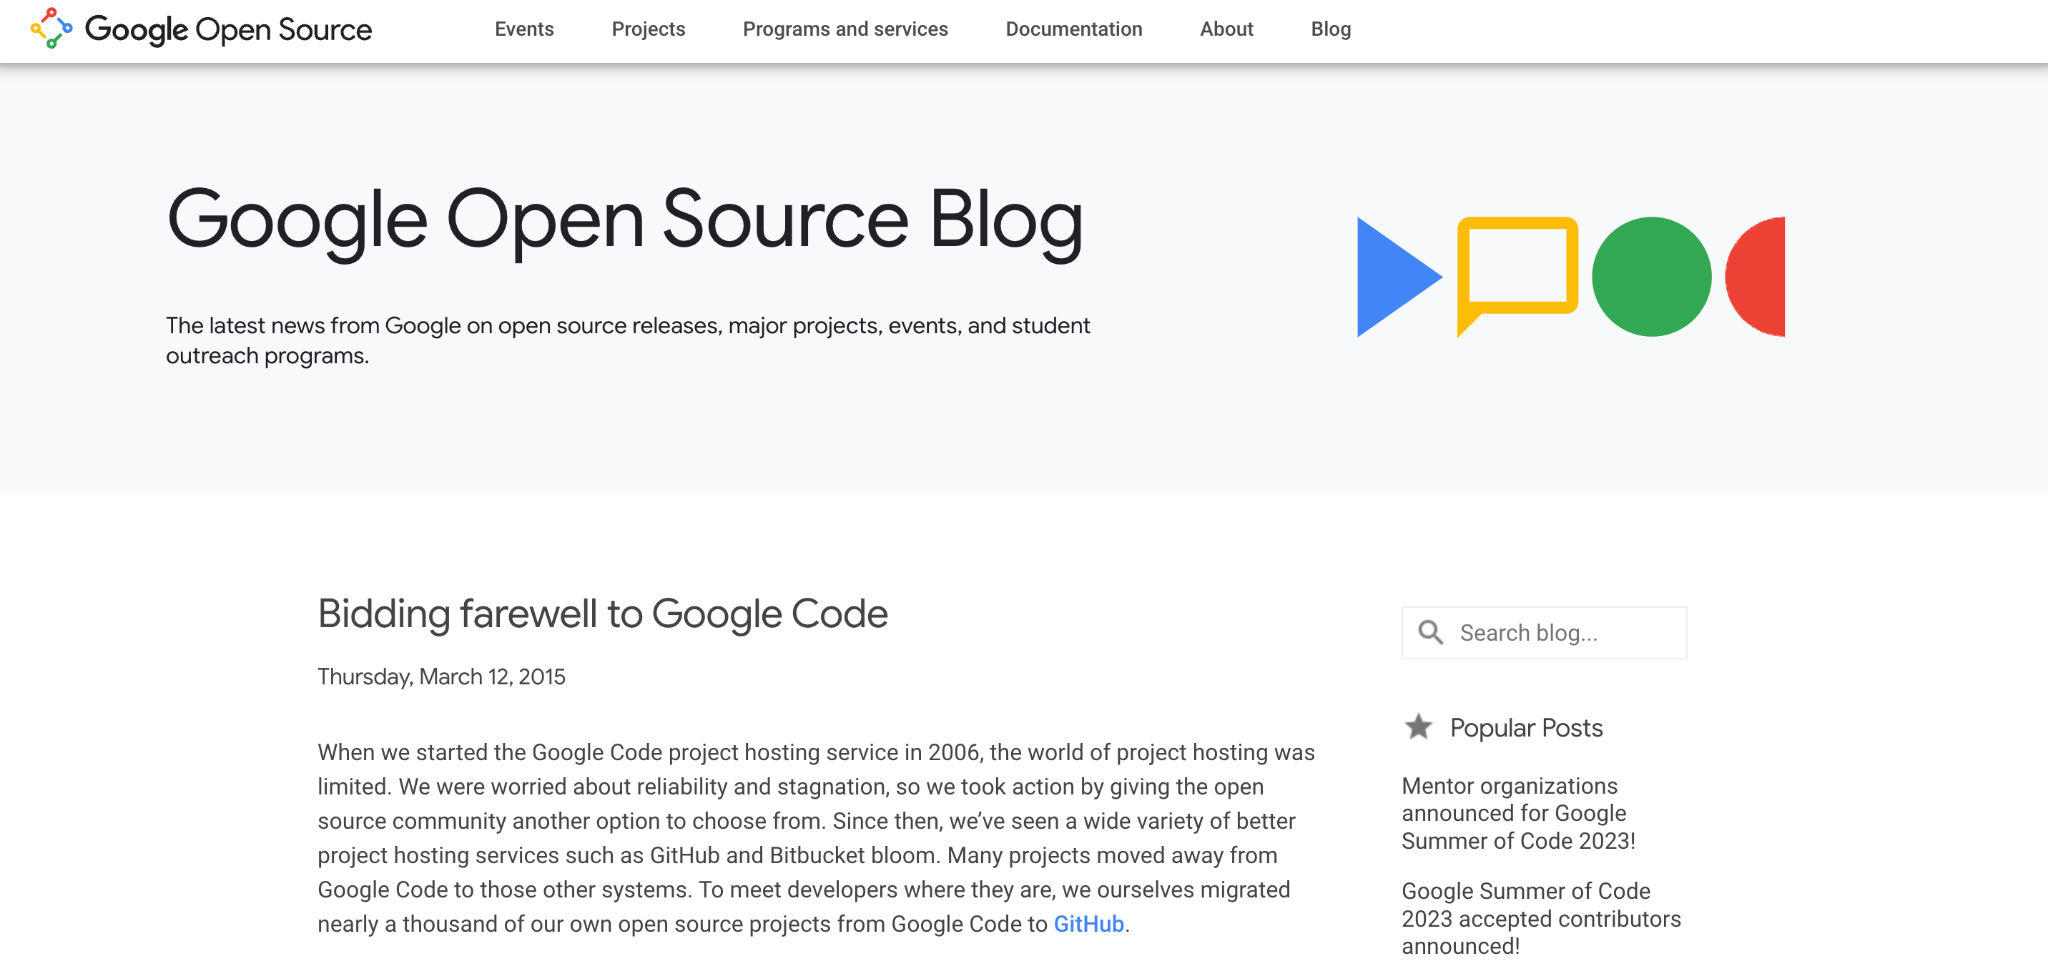 Google Open Source
Events
Projects
Programs and services
Documentation
About
Blog
Google Open Source Blog
The latest news from Google on open source releases, major projects, events, and student
outreach programs.
Bidding farewell to Google Code
Thursday, March 12, 2015
When we started the Google Code project hosting service in 2006, the world of project hosting was
limited. We were worried about reliability and stagnation, so we took action by giving the open
source community another option to choose from. Since then, we’ve seen a wide variety of better
project hosting services such as GitHub and Bitbucket bloom. Many projects moved away from
Google Code to those other systems. To meet developers where they are, we ourselves migrated
nearly a thousand of our own open source projects from Google Code to GitHub.
Search blog...
Popular Posts
Mentor organizations
announced for Google
Summer of Code 2023!
Google Summer of Code
2023 accepted contributors
announced!